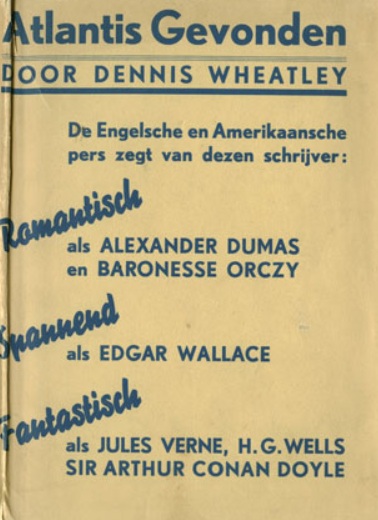 Atlantis Gevonden
DOOR DENNIS WHEATLEY
De Engelsche en Amerikaansche
pers zegt van dezen schrijver:
Romantisch
als ALEXANDER DUMAS
en BARONESSE ORCZY
Spannend
als EDGAR WALLACE
Fantastisch
als JULES VERNE, H.G.WELLS
SIR ARTHUR CONAN DOYLE